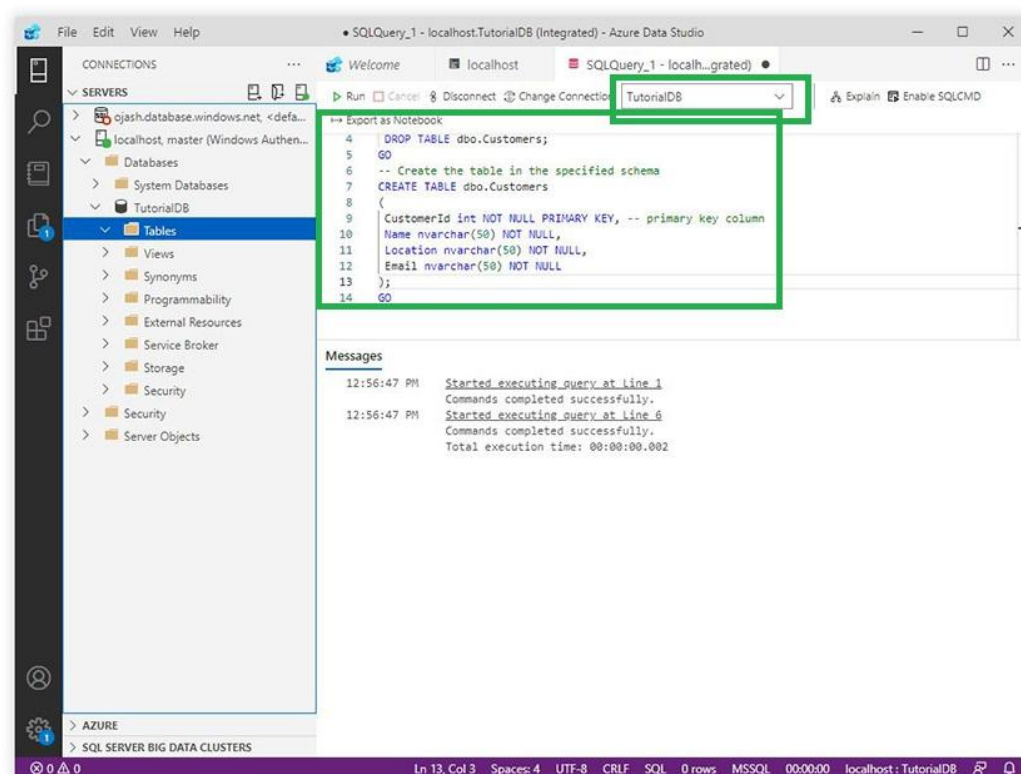 File Edit View Help
● SQLQuery_1 - localhost.TutorialDB (Integrated) - Azure Data Studio
CONNECTIONS
Welcome
localhost
SQLQuery_1 - localh...grated) ●
SERVERS
Run Cancel Disconnect Change Connection TutorialDB Explain Enable SQLCMD
Export as Notebook
ojash.database.windows.net, <defa...
localhost, master (Windows Authen...
Databases
System Databases
TutorialDB
Tables
Views
Synonyms
Programmability
External Resources
Service Broker
Storage
Security
Security
Server Objects
4 DROP TABLE dbo.Customers;
5 GO
6 -- Create the table in the specified schema
7 CREATE TABLE dbo.Customers
8 (
9 CustomerId int NOT NULL PRIMARY KEY, -- primary key column
10 Name nvarchar(50) NOT NULL,
11 Location nvarchar(50) NOT NULL,
12 Email nvarchar(50) NOT NULL
13 );
14 GO
Messages
12:56:47 PM Started executing query at Line 1
Commands completed successfully.
12:56:47 PM Started executing query at Line 6
Commands completed successfully.
Total execution time: 00:00:00.002
1
1
AZURE
SQL SERVER BIG DATA CLUSTERS
0 0 Ln 13, Col 3 Spaces: 4 UTF-8 CRLF SQL 0 rows MSSQL 00:00:00 localhost : TutorialDB